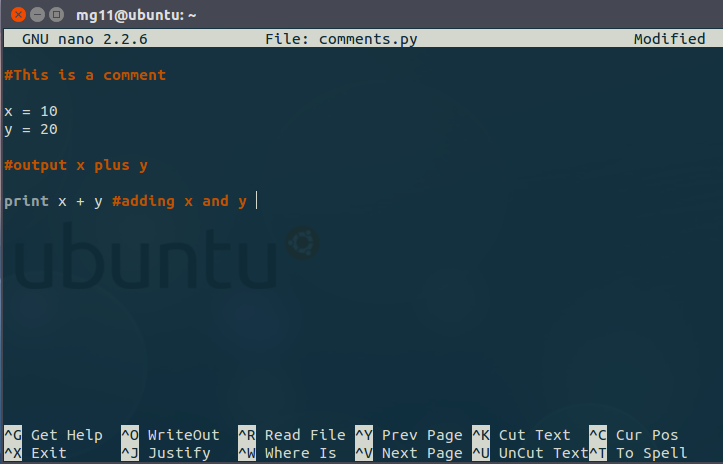 mg11@ubuntu: ~
GNU nano 2.2.6 File: comments.py Modified
#This is a comment
x = 10
y = 20
#output x plus y
print x + y #adding x and y
ubuntu
^G Get Help ^O WriteOut ^R Read File ^Y Prev Page ^K Cut Text ^C Cur Pos
^X Exit ^J Justify ^W Where Is ^V Next Page ^U UnCut Text ^T To Spell